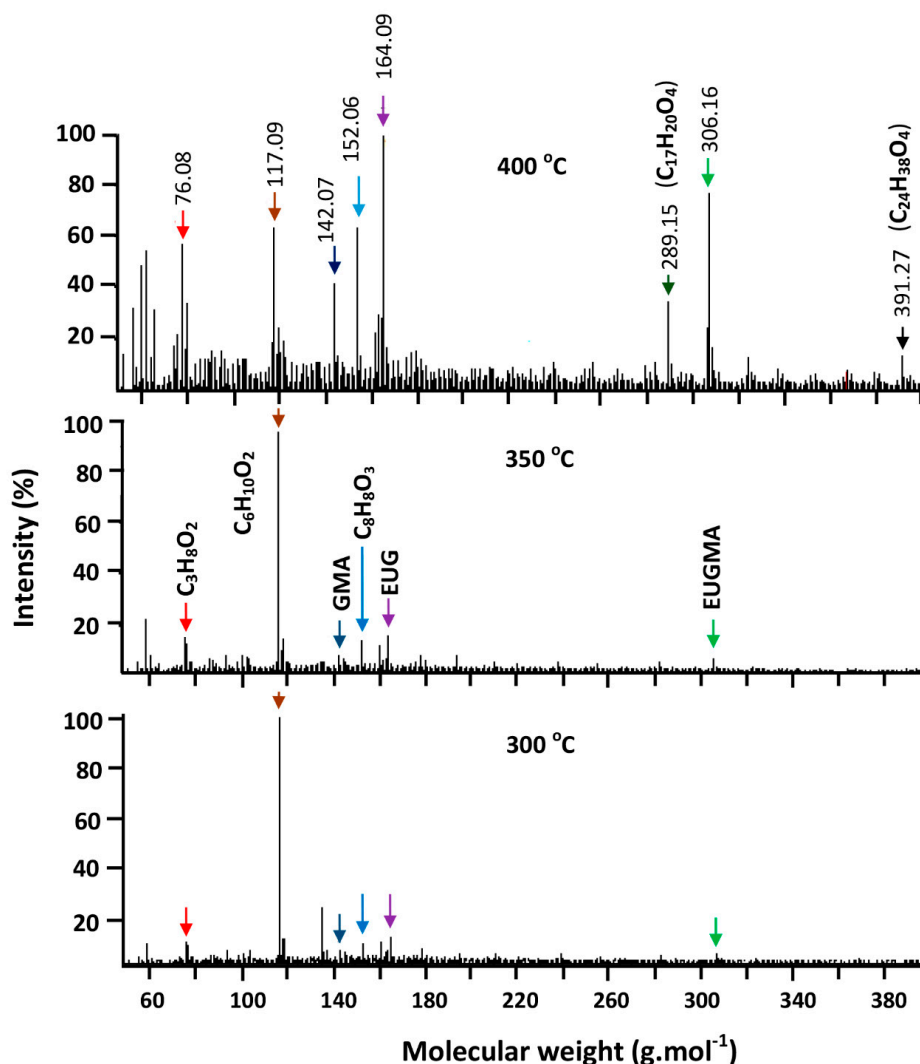 Intensity (%)
400 °C
76.08
117.09
142.07
152.06
164.09
289.15 (C₁₇H₂₀O₄)
306.16
391.27 (C₂₄H₃₈O₄)
100
80
60
40
20
350 °C
C₃H₈O₂
C₆H₁₀O₂
GMA
C₈H₈O₃
EUG
EUGMA
100
80
60
40
20
300 °C
100
80
60
40
20
60 100 140 180 220 260 300 340 380
Molecular weight (g.mol⁻¹)